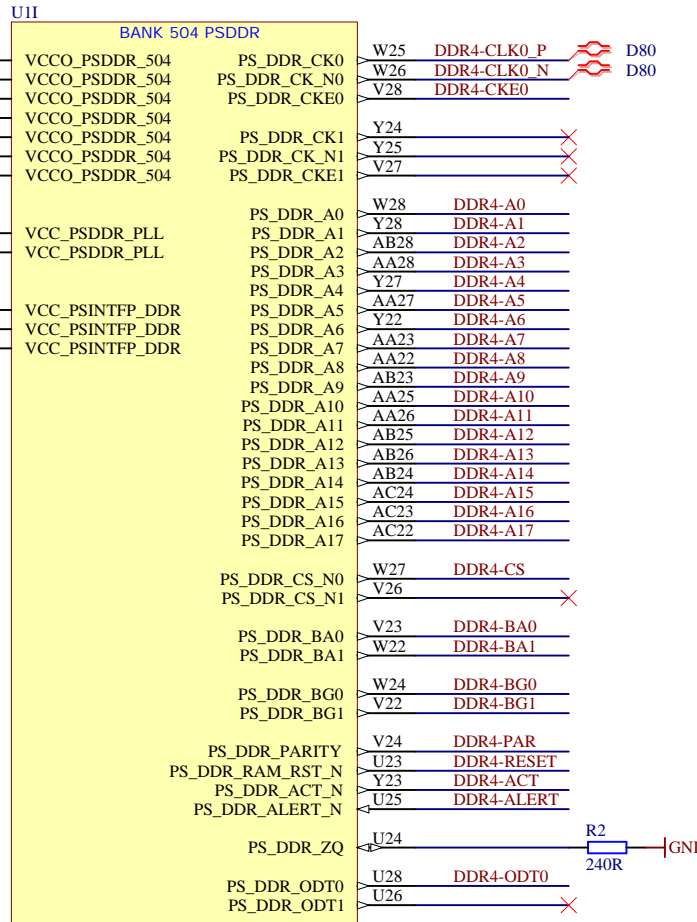 U1I
BANK 504 PSDDR
VCCO_PSDDR_504 PS_DDR_CK0 W25 DDR4-CLK0_P D80
VCCO_PSDDR_504 PS_DDR_CK_N0 W26 DDR4-CLK0_N D80
VCCO_PSDDR_504 PS_DDR_CKE0 V28 DDR4-CKE0
VCCO_PSDDR_504
VCCO_PSDDR_504 PS_DDR_CK1 Y24
VCCO_PSDDR_504 PS_DDR_CK_N1 Y25
VCCO_PSDDR_504 PS_DDR_CKE1 V27
PS_DDR_A0 W28 DDR4-A0
VCC_PSDDR_PLL PS_DDR_A1 Y28 DDR4-A1
VCC_PSDDR_PLL PS_DDR_A2 AB28 DDR4-A2
PS_DDR_A3 AA28 DDR4-A3
PS_DDR_A4 Y27 DDR4-A4
VCC_PSINTFP_DDR PS_DDR_A5 AA27 DDR4-A5
VCC_PSINTFP_DDR PS_DDR_A6 Y22 DDR4-A6
VCC_PSINTFP_DDR PS_DDR_A7 AA23 DDR4-A7
PS_DDR_A8 AA22 DDR4-A8
PS_DDR_A9 AB23 DDR4-A9
PS_DDR_A10 AA25 DDR4-A10
PS_DDR_A11 AA26 DDR4-A11
PS_DDR_A12 AB25 DDR4-A12
PS_DDR_A13 AB26 DDR4-A13
PS_DDR_A14 AB24 DDR4-A14
PS_DDR_A15 AC24 DDR4-A15
PS_DDR_A16 AC23 DDR4-A16
PS_DDR_A17 AC22 DDR4-A17
PS_DDR_CS_N0 W27 DDR4-CS
PS_DDR_CS_N1 V26
PS_DDR_BA0 V23 DDR4-BA0
PS_DDR_BA1 W22 DDR4-BA1
PS_DDR_BG0 W24 DDR4-BG0
PS_DDR_BG1 V22 DDR4-BG1
PS_DDR_PARITY V24 DDR4-PAR
PS_DDR_RAM_RST_N U23 DDR4-RESET
PS_DDR_ACT_N Y23 DDR4-ACT
PS_DDR_ALERT_N U25 DDR4-ALERT
R2
PS_DDR_ZQ U24
240R
PS_DDR_ODT0 U28 DDR4-ODT0
PS_DDR_ODT1 U26